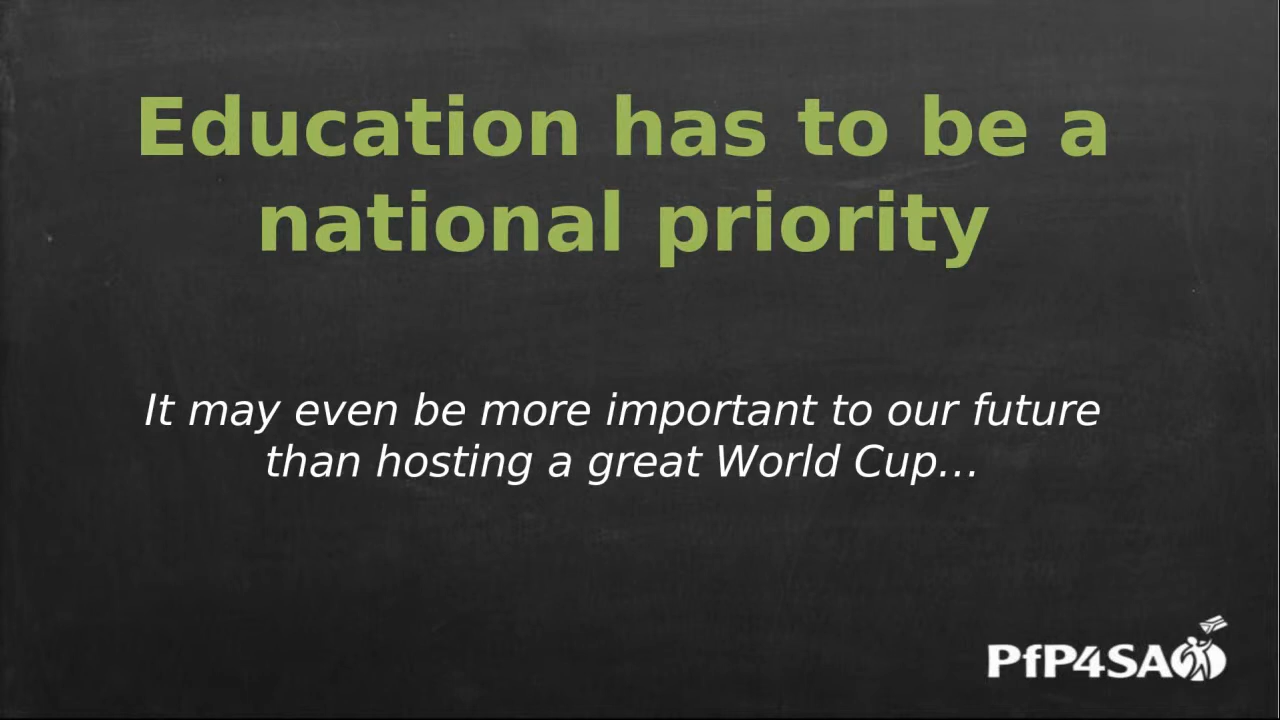 Education has to be a
national priority
It may even be more important to our future
than hosting a great World Cup…
PfP4SA